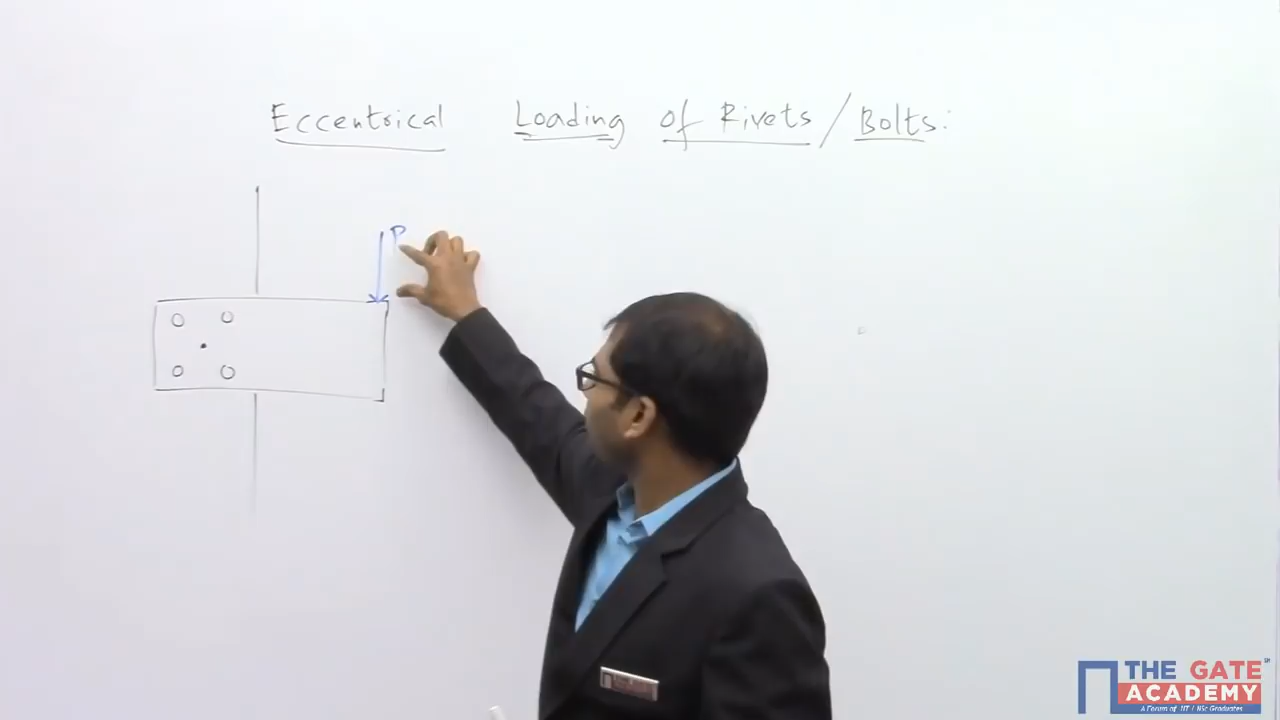 Eccentrical Loading of Rivets / Bolts:
P
THE GATE
ACADEMY
A Forum of IIT / IISc Graduates